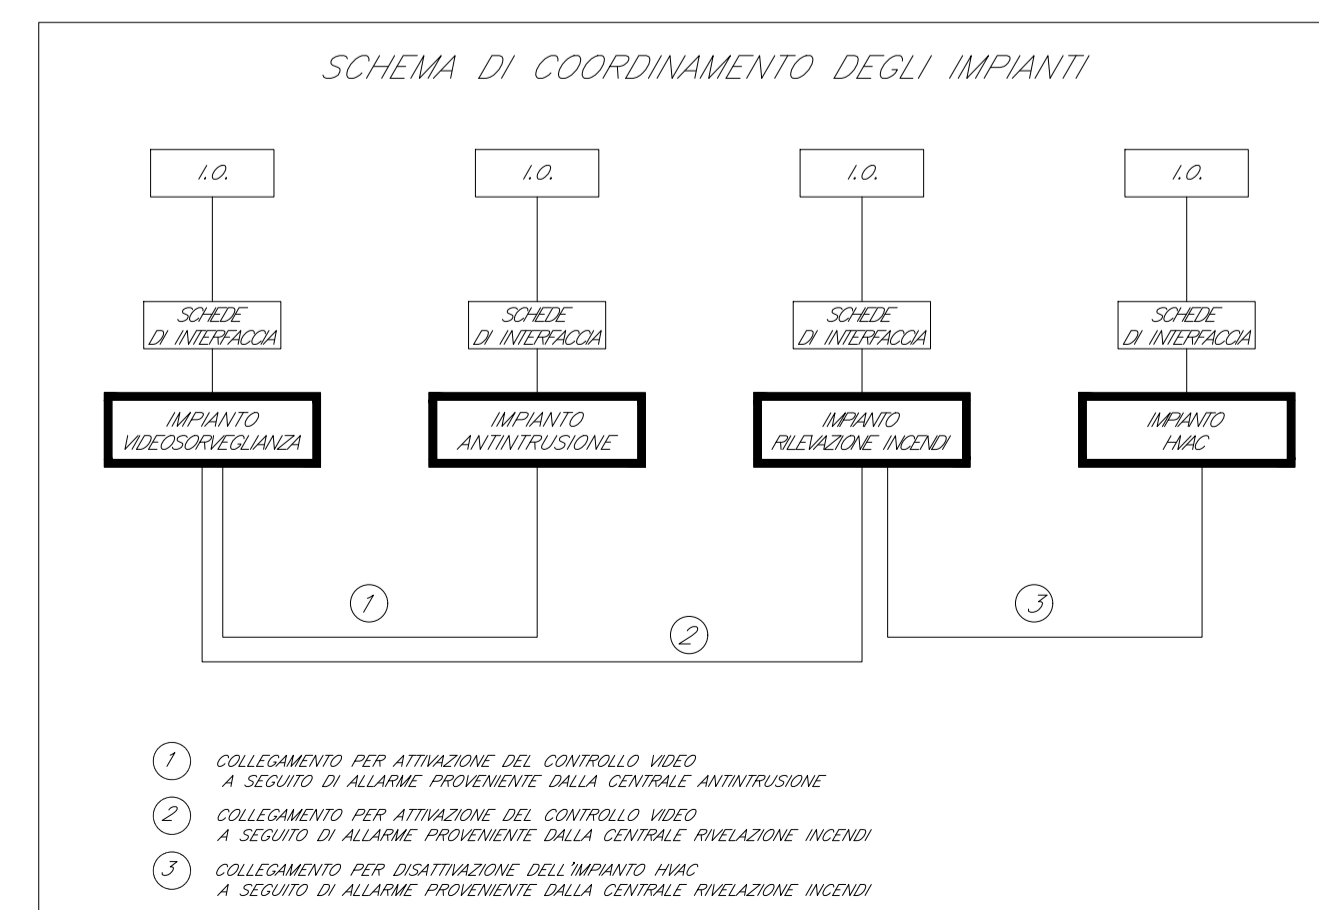 SCHEMA DI COORDINAMENTO DEGLI IMPIANTI
I.O.
I.O.
I.O.
I.O.
SCHEDE
DI INTERFACCIA
SCHEDE
DI INTERFACCIA
SCHEDE
DI INTERFACCIA
SCHEDE
DI INTERFACCIA
IMPIANTO
VIDEOSORVEGLIANZA
IMPIANTO
ANTINTRUSIONE
IMPIANTO
RILEVAZIONE INCENDI
IMPIANTO
HVAC
1
2
3
1 COLLEGAMENTO PER ATTIVAZIONE DEL CONTROLLO VIDEO
A SEGUITO DI ALLARME PROVENIENTE DALLA CENTRALE ANTINTRUSIONE
2 COLLEGAMENTO PER ATTIVAZIONE DEL CONTROLLO VIDEO
A SEGUITO DI ALLARME PROVENIENTE DALLA CENTRALE RIVELAZIONE INCENDI
3 COLLEGAMENTO PER DISATTIVAZIONE DELL'IMPIANTO HVAC
A SEGUITO DI ALLARME PROVENIENTE DALLA CENTRALE RIVELAZIONE INCENDI